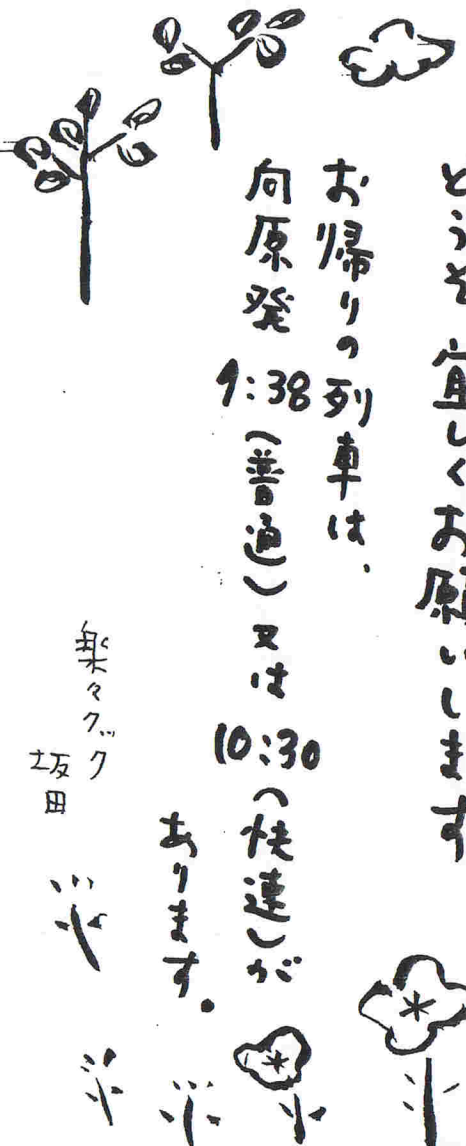 どうぞ 宜しくお願いします
お帰りの列車は、
向原発 9:38(普通)又は 10:30(快速)が
あります。
楽々クック
坂田